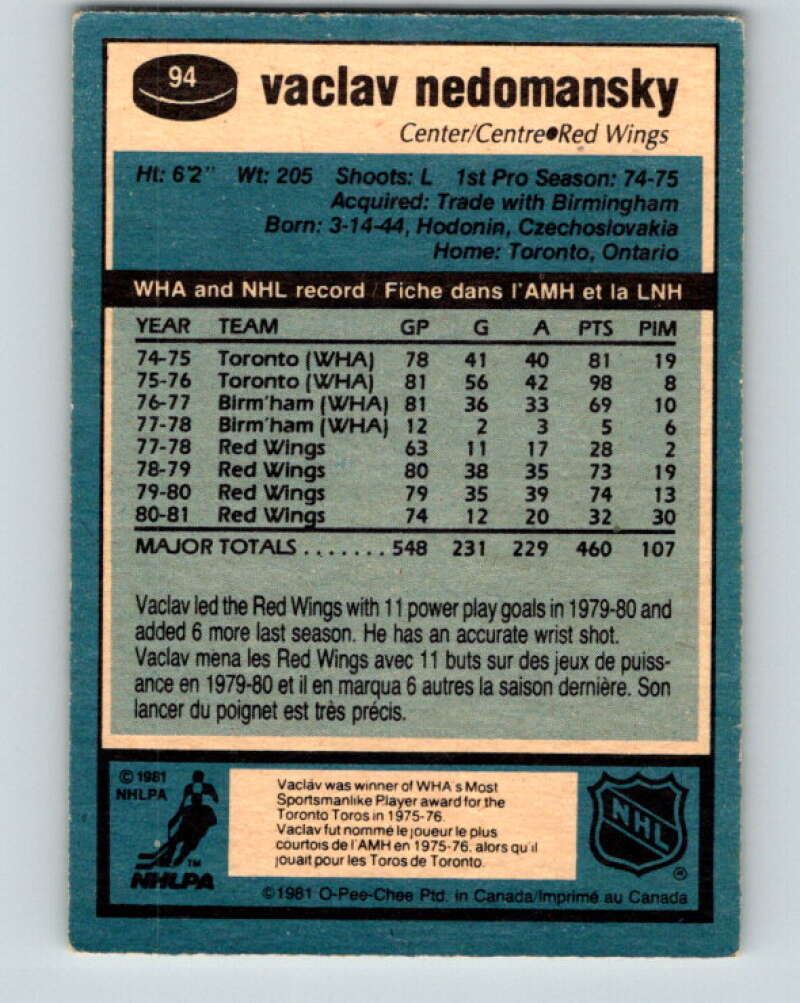 94
vaclav nedomansky
Center/Centre●Red Wings
Ht: 6'2" Wt: 205 Shoots: L 1st Pro Season: 74-75
Acquired: Trade with Birmingham
Born: 3-14-44, Hodonin, Czechoslovakia
Home: Toronto, Ontario
WHA and NHL record / Fiche dans l'AMH et la LNH
YEAR TEAM GP G A PTS PIM
74-75 Toronto (WHA) 78 41 40 81 19
75-76 Toronto (WHA) 81 56 42 98 8
76-77 Birm'ham (WHA) 81 36 33 69 10
77-78 Birm'ham (WHA) 12 2 3 5 6
77-78 Red Wings 63 11 17 28 2
78-79 Red Wings 80 38 35 73 19
79-80 Red Wings 79 35 39 74 13
80-81 Red Wings 74 12 20 32 30
MAJOR TOTALS ....... 548 231 229 460 107
Vaclav led the Red Wings with 11 power play goals in 1979-80 and
added 6 more last season. He has an accurate wrist shot.
Vaclav mena les Red Wings avec 11 buts sur des jeux de puiss-
ance en 1979-80 et il en marqua 6 autres la saison dernière. Son
lancer du poignet est très précis.
© 1981
NHLPA
Vaclav was winner of WHA's Most
Sportsmanlike Player award for the
Toronto Toros in 1975-76.
Vaclav fut nommé le joueur le plus
courtois de l'AMH en 1975-76, alors qu'il
jouait pour les Toros de Toronto.
NHL
®
TM
NHLPA
©1981 O-Pee-Chee Ptd. in Canada/Imprimé au Canada